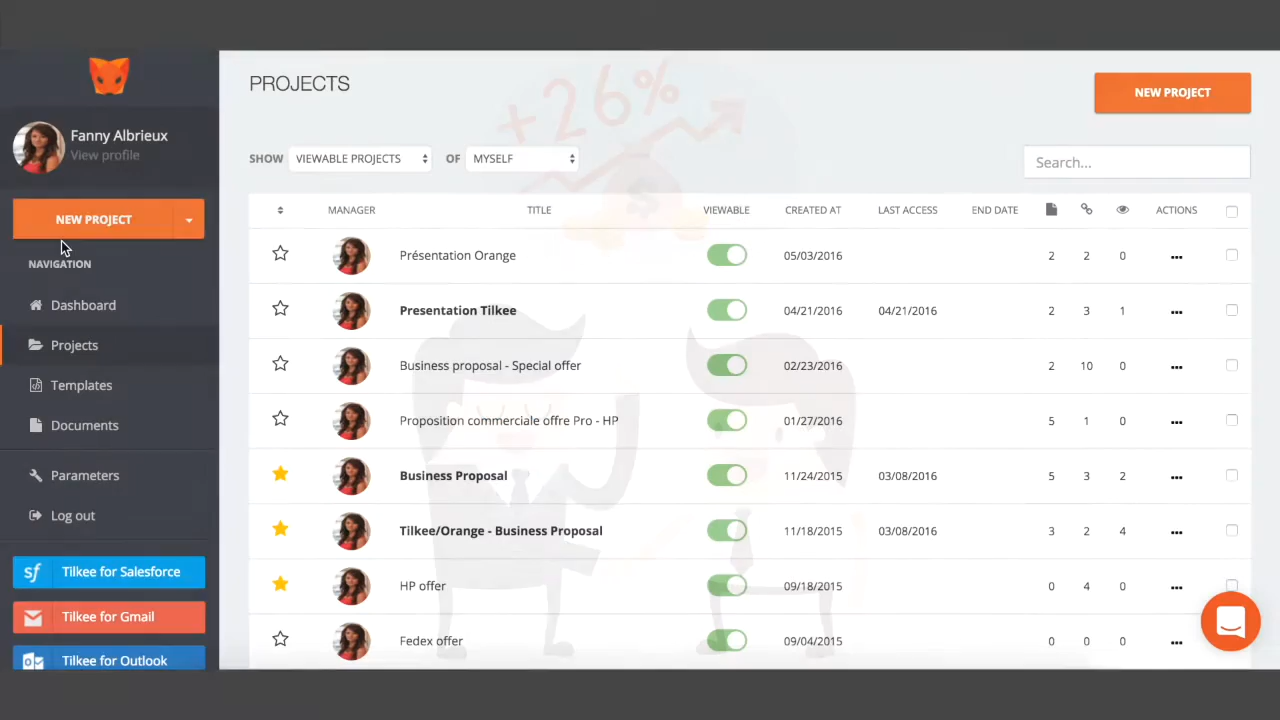 Fanny Albrieux
View profile
NEW PROJECT
NAVIGATION
Dashboard
Projects
Templates
Documents
Parameters
Log out
sf Tilkee for Salesforce
Tilkee for Gmail
Tilkee for Outlook
PROJECTS
NEW PROJECT
+26%
$
SHOW VIEWABLE PROJECTS OF MYSELF
Search...
MANAGER TITLE VIEWABLE CREATED AT LAST ACCESS END DATE ACTIONS
Présentation Orange 05/03/2016 2 2 0 ...
Presentation Tilkee 04/21/2016 04/21/2016 2 3 1 ...
Business proposal - Special offer 02/23/2016 2 10 0 ...
Proposition commerciale offre Pro - HP 01/27/2016 5 1 0 ...
Business Proposal 11/24/2015 03/08/2016 5 3 2 ...
Tilkee/Orange - Business Proposal 11/18/2015 03/08/2016 3 2 4 ...
HP offer 09/18/2015 0 4 0 ...
Fedex offer 09/04/2015 0 0 0 ...